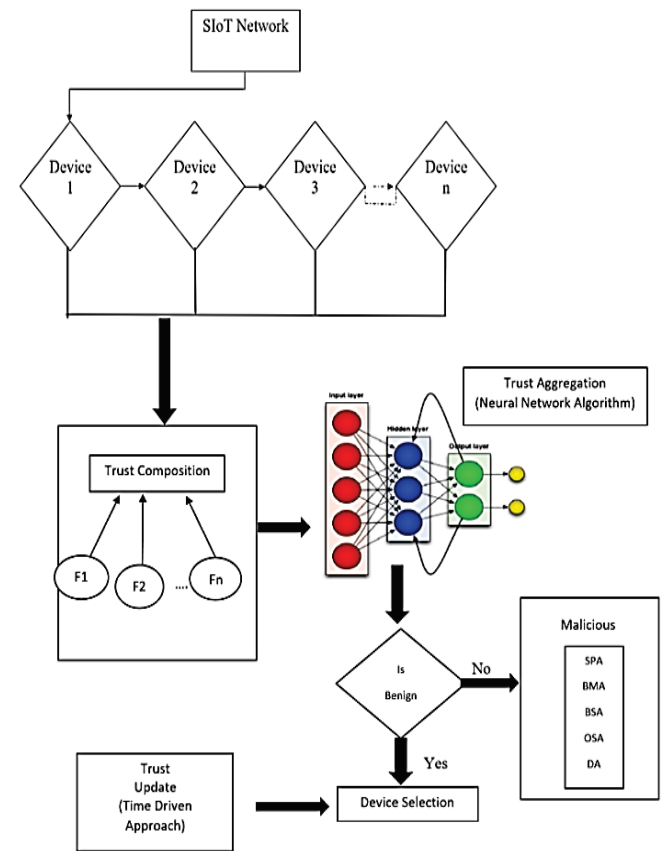 SIoT Network
Device
1
Device
2
Device
3
Device
n
Trust Composition
F1
F2
....
Fn
Input layer
Hidden layer
Output layer
Trust Aggregation
(Neural Network Algorithm)
Is
Benign
No
Yes
Malicious
SPA
BMA
BSA
OSA
DA
Trust
Update
(Time Driven
Approach)
Device Selection